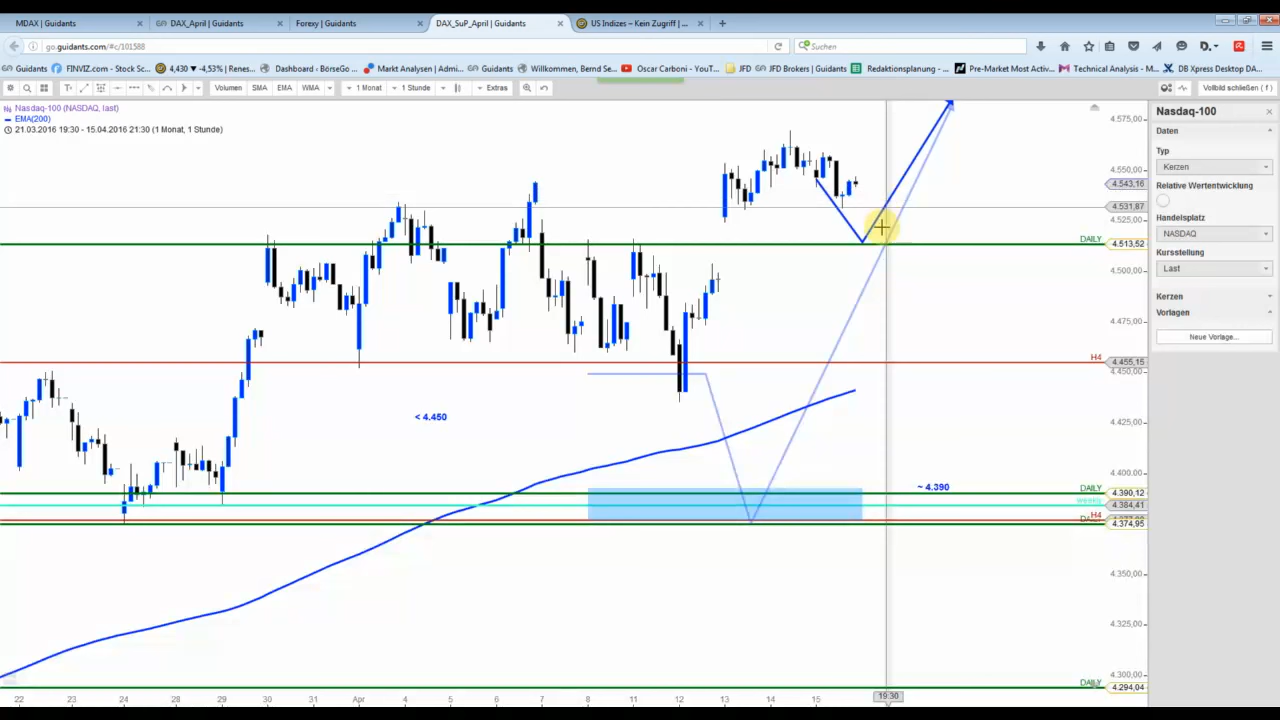 MDAX | Guidants
DAX_April | Guidants
Forexy | Guidants
DAX_SuP_April | Guidants
US Indizes – Kein Zugriff | ...
go.guidants.com/#c/101588
Suchen
Guidants
FINVIZ.com - Stock Sc...
4,430 ▾ -4,53% | Renes...
Dashboard - BörseGo ...
Markt Analysen | Admi...
Guidants
Willkommen, Bernd Se...
Oscar Carboni - YouT...
JFD
JFD Brokers | Guidants
Redaktionsplanung - ...
Pre-Market Most Activ...
Technical Analysis - M...
DB Xpress Desktop DA...
Volumen
SMA
EMA
WMA
1 Monat
1 Stunde
Extras
Vollbild schließen ( f )
Nasdaq-100 (NASDAQ, last)
EMA(200)
21.03.2016 19:30 - 15.04.2016 21:30 (1 Monat, 1 Stunde)
4.575,00
4.550,00
4.543,16
4.531,87
4.525,00
DAILY
4.513,52
4.500,00
4.475,00
H4
4.455,15
4.450,00
< 4.450
4.425,00
4.400,00
~ 4.390
DAILY
4.390,12
4.384,41
H4
4.374,95
4.350,00
4.325,00
4.300,00
DAILY
4.294,04
22
23
24
28
29
30
31
Apr
4
5
6
7
8
11
12
13
14
15
19:30
Nasdaq-100
Daten
Typ
Kerzen
Relative Wertentwicklung
Handelsplatz
NASDAQ
Kursstellung
Last
Kerzen
Vorlagen
Neue Vorlage...